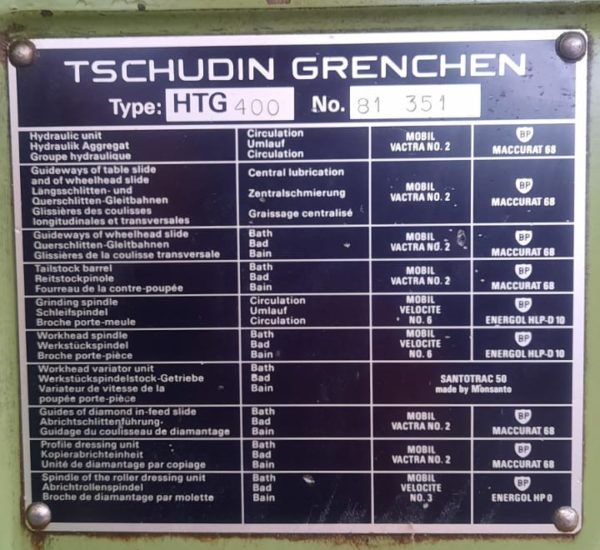 TSCHUDIN GRENCHEN
Type: HTG 400 No. 81 351
Hydraulic unit Circulation MOBIL BP
Hydraulik Aggregat Umlauf VACTRA NO. 2 MACCURAT 68
Groupe hydraulique Circulation
Guideways of table slide Central lubrication
and of wheelhead slide
Längsschlitten- und Zentralschmierung MOBIL BP
Querschlitten-Gleitbahnen VACTRA NO. 2 MACCURAT 68
Glissières des coulisses Graissage centralisé
longitudinales et transversales
Guideways of wheelhead slide Bath MOBIL BP
Querschlitten-Gleitbahnen Bad VACTRA NO. 2 MACCURAT 68
Glissières de la coulisse transversale Bain
Tailstock barrel Bath MOBIL BP
Reitstockpinole Bad VACTRA NO. 2 MACCURAT 68
Fourreau de la contre-poupée Bain
Grinding spindle Circulation MOBIL BP
Schleifspindel Umlauf VELOCITE
Broche porte-meule Circulation NO. 6 ENERGOL HLP-D 10
Workhead spindle Bath MOBIL BP
Werkstückspindel Bad VELOCITE
Broche porte-pièce Bain NO. 6 ENERGOL HLP-D 10
Workhead variator unit Bath
Werkstückspindelstock-Getriebe Bad SANTOTRAC 50
Variateur de vitesse de la Bain made by Monsanto
poupée porte-pièce
Guides of diamond in-feed slide Bath MOBIL BP
Abrichtschlittenführung- Bad VACTRA NO. 2 MACCURAT 68
Guidage du coulisseau de diamantage Bain
Profile dressing unit Bath MOBIL BP
Kopierabrichteinheit Bad VACTRA NO. 2 MACCURAT 68
Unité de diamantage par copiage Bain
Spindle of the roller dressing unit Bath MOBIL BP
Abrichtrollenspindel Bad VELOCITE
Broche de diamantage par molette Bain NO. 3 ENERGOL HP 0